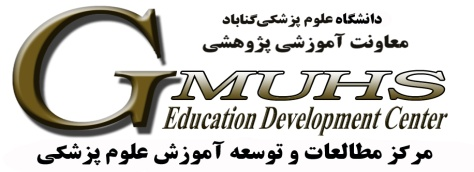 دانشگاه علوم پزشکی گناباد
معاونت آموزشی پژوهشی
GMUHS
Education Development Center
مرکز مطالعات و توسعه آموزش علوم پزشکی